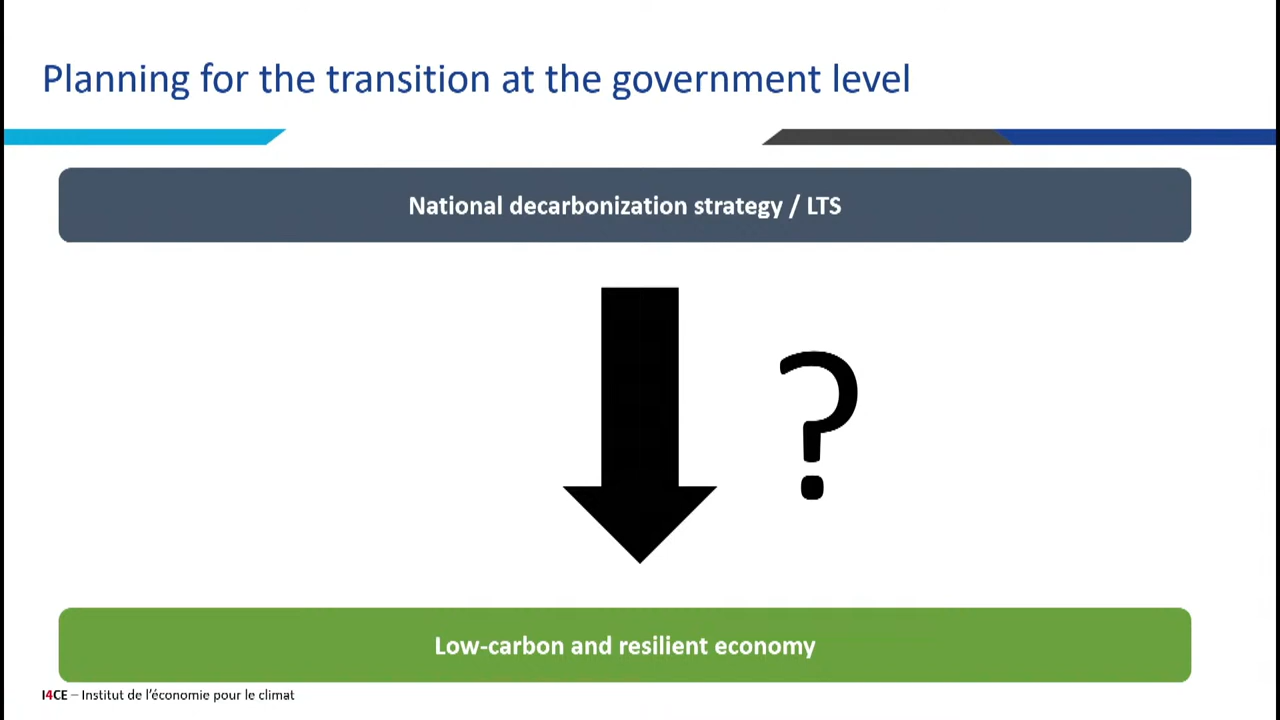 Planning for the transition at the government level
National decarbonization strategy / LTS
?
Low-carbon and resilient economy
I4CE – Institut de l'économie pour le climat